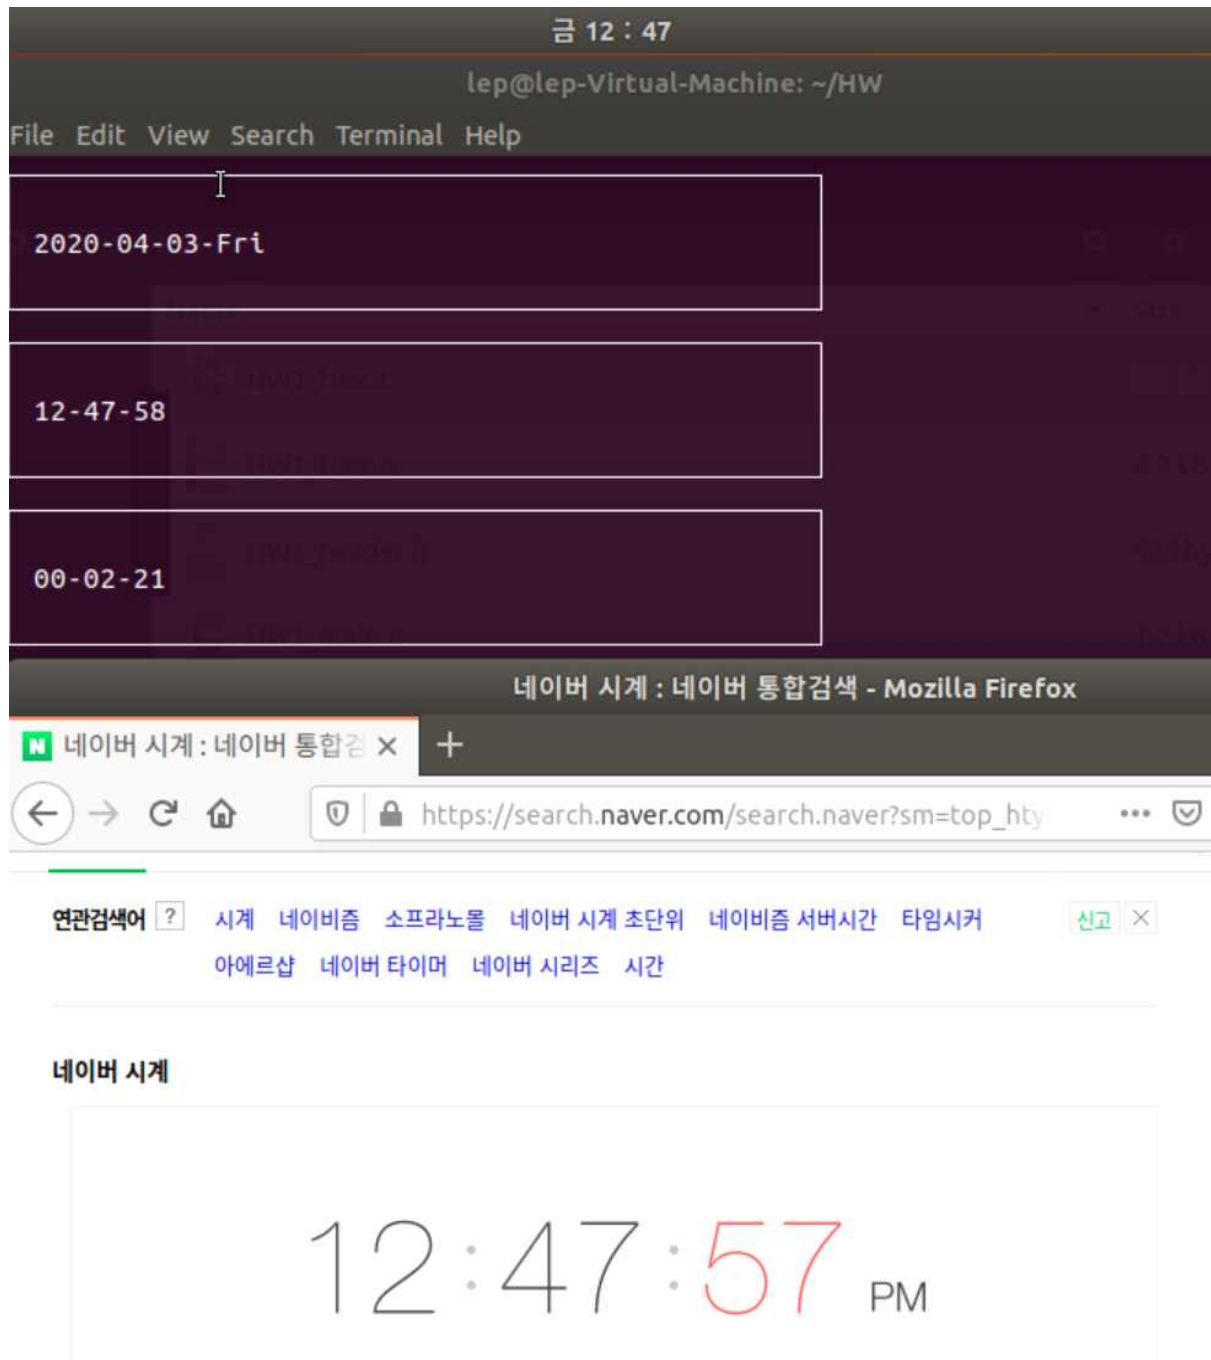 금 12 : 47
lep@lep-Virtual-Machine: ~/HW
File Edit View Search Terminal Help
2020-04-03-Fri
12-47-58
00-02-21
네이버 시계 : 네이버 통합검색 - Mozilla Firefox
네이버 시계 : 네이버 통합검
https://search.naver.com/search.naver?sm=top_hty
연관검색어 ? 시계 네이비즘 소프라노몰 네이버 시계 초단위 네이비즘 서버시간 타임시커 신고
아에르샵 네이버 타이머 네이버 시리즈 시간
네이버 시계
12 : 47 : 57 PM